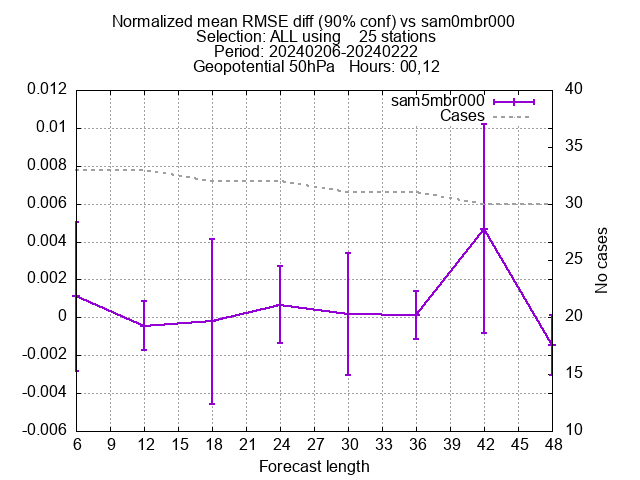 Normalized mean RMSE diff (90% conf) vs sam0mbr000
Selection: ALL using    25 stations
Period: 20240206-20240222
Geopotential 50hPa   Hours: 00,12
sam5mbr000
Cases
0.012
0.01
0.008
0.006
0.004
0.002
0
-0.002
-0.004
-0.006
40
35
30
25
20
15
10
No cases
6 9 12 15 18 21 24 27 30 33 36 39 42 45 48
Forecast length